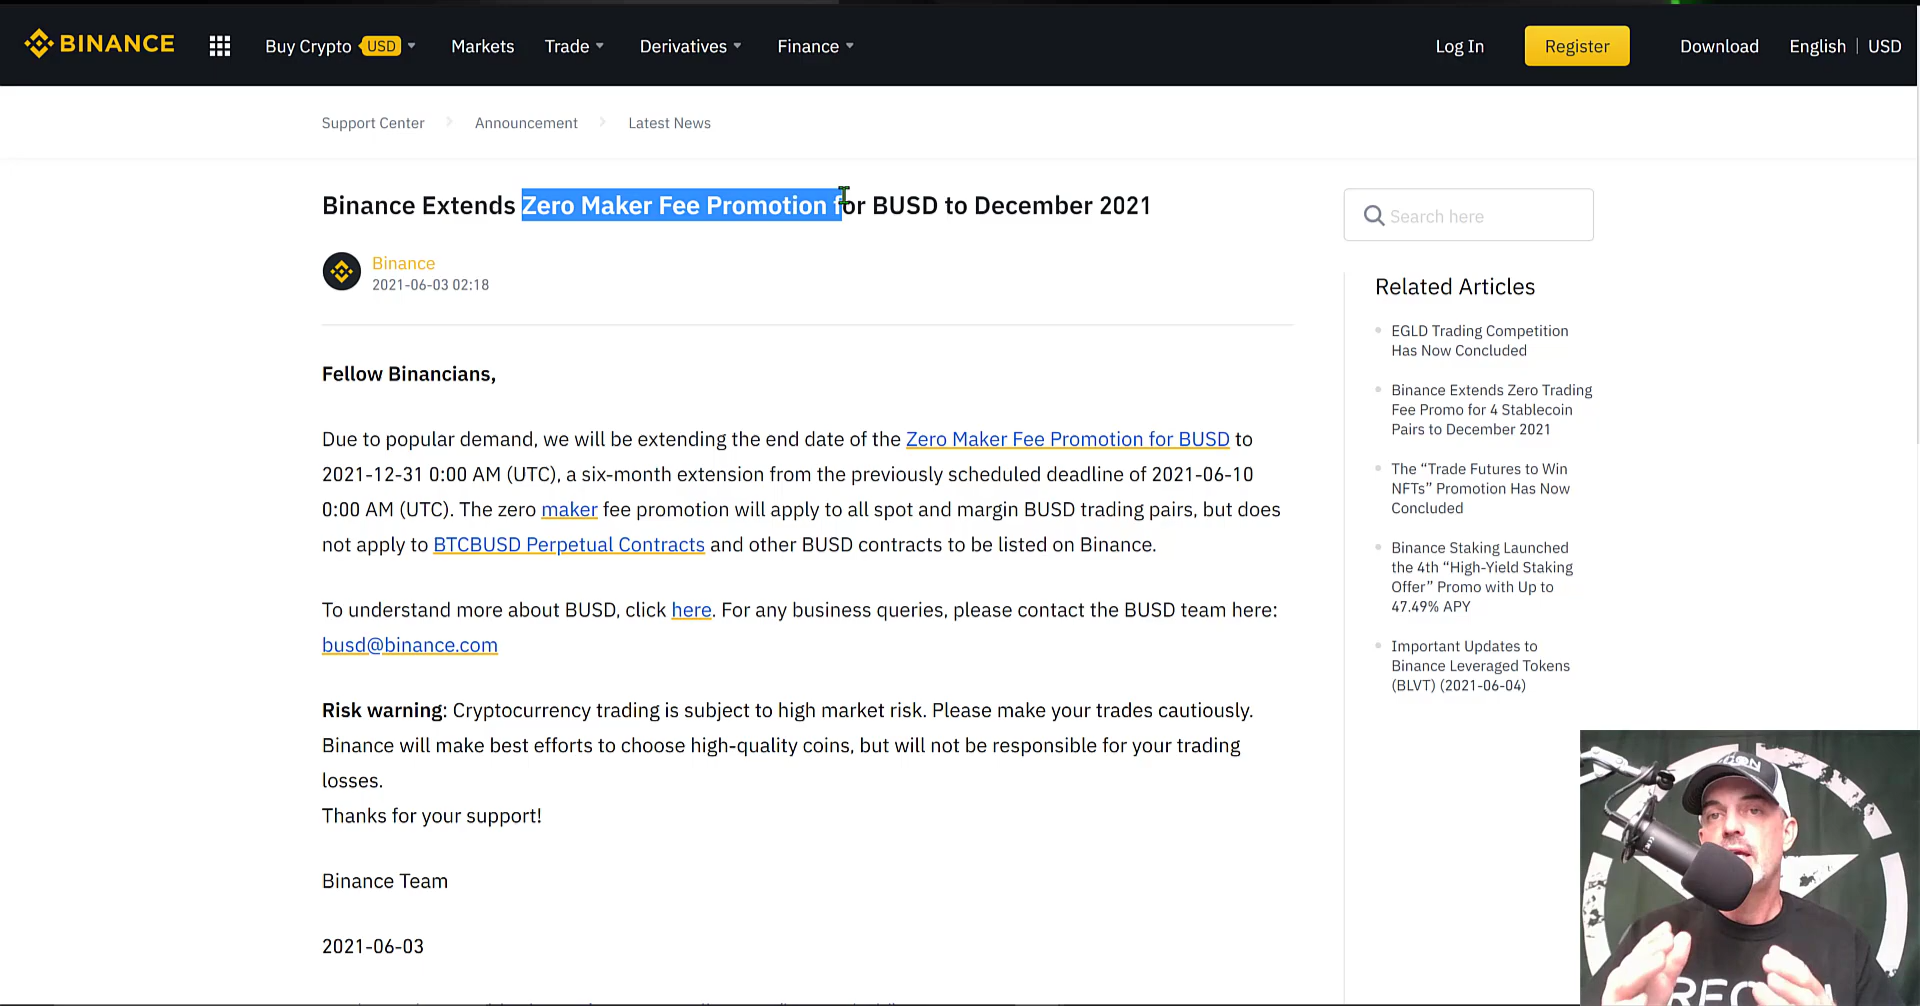 BINANCE
Buy Crypto USD
Markets
Trade
Derivatives
Finance
Log In
Register
Download
English
USD
Support Center
Announcement
Latest News
Binance Extends Zero Maker Fee Promotion for BUSD to December 2021
Binance
2021-06-03 02:18
Fellow Binancians,
Due to popular demand, we will be extending the end date of the Zero Maker Fee Promotion for BUSD to
2021-12-31 0:00 AM (UTC), a six-month extension from the previously scheduled deadline of 2021-06-10
0:00 AM (UTC). The zero maker fee promotion will apply to all spot and margin BUSD trading pairs, but does
not apply to BTCBUSD Perpetual Contracts and other BUSD contracts to be listed on Binance.
To understand more about BUSD, click here. For any business queries, please contact the BUSD team here:
busd@binance.com
Risk warning: Cryptocurrency trading is subject to high market risk. Please make your trades cautiously.
Binance will make best efforts to choose high-quality coins, but will not be responsible for your trading
losses.
Thanks for your support!
Binance Team
2021-06-03
Search here
Related Articles
EGLD Trading Competition
Has Now Concluded
Binance Extends Zero Trading
Fee Promo for 4 Stablecoin
Pairs to December 2021
The “Trade Futures to Win
NFTs” Promotion Has Now
Concluded
Binance Staking Launched
the 4th “High-Yield Staking
Offer” Promo with Up to
47.49% APY
Important Updates to
Binance Leveraged Tokens
(BLVT) (2021-06-04)